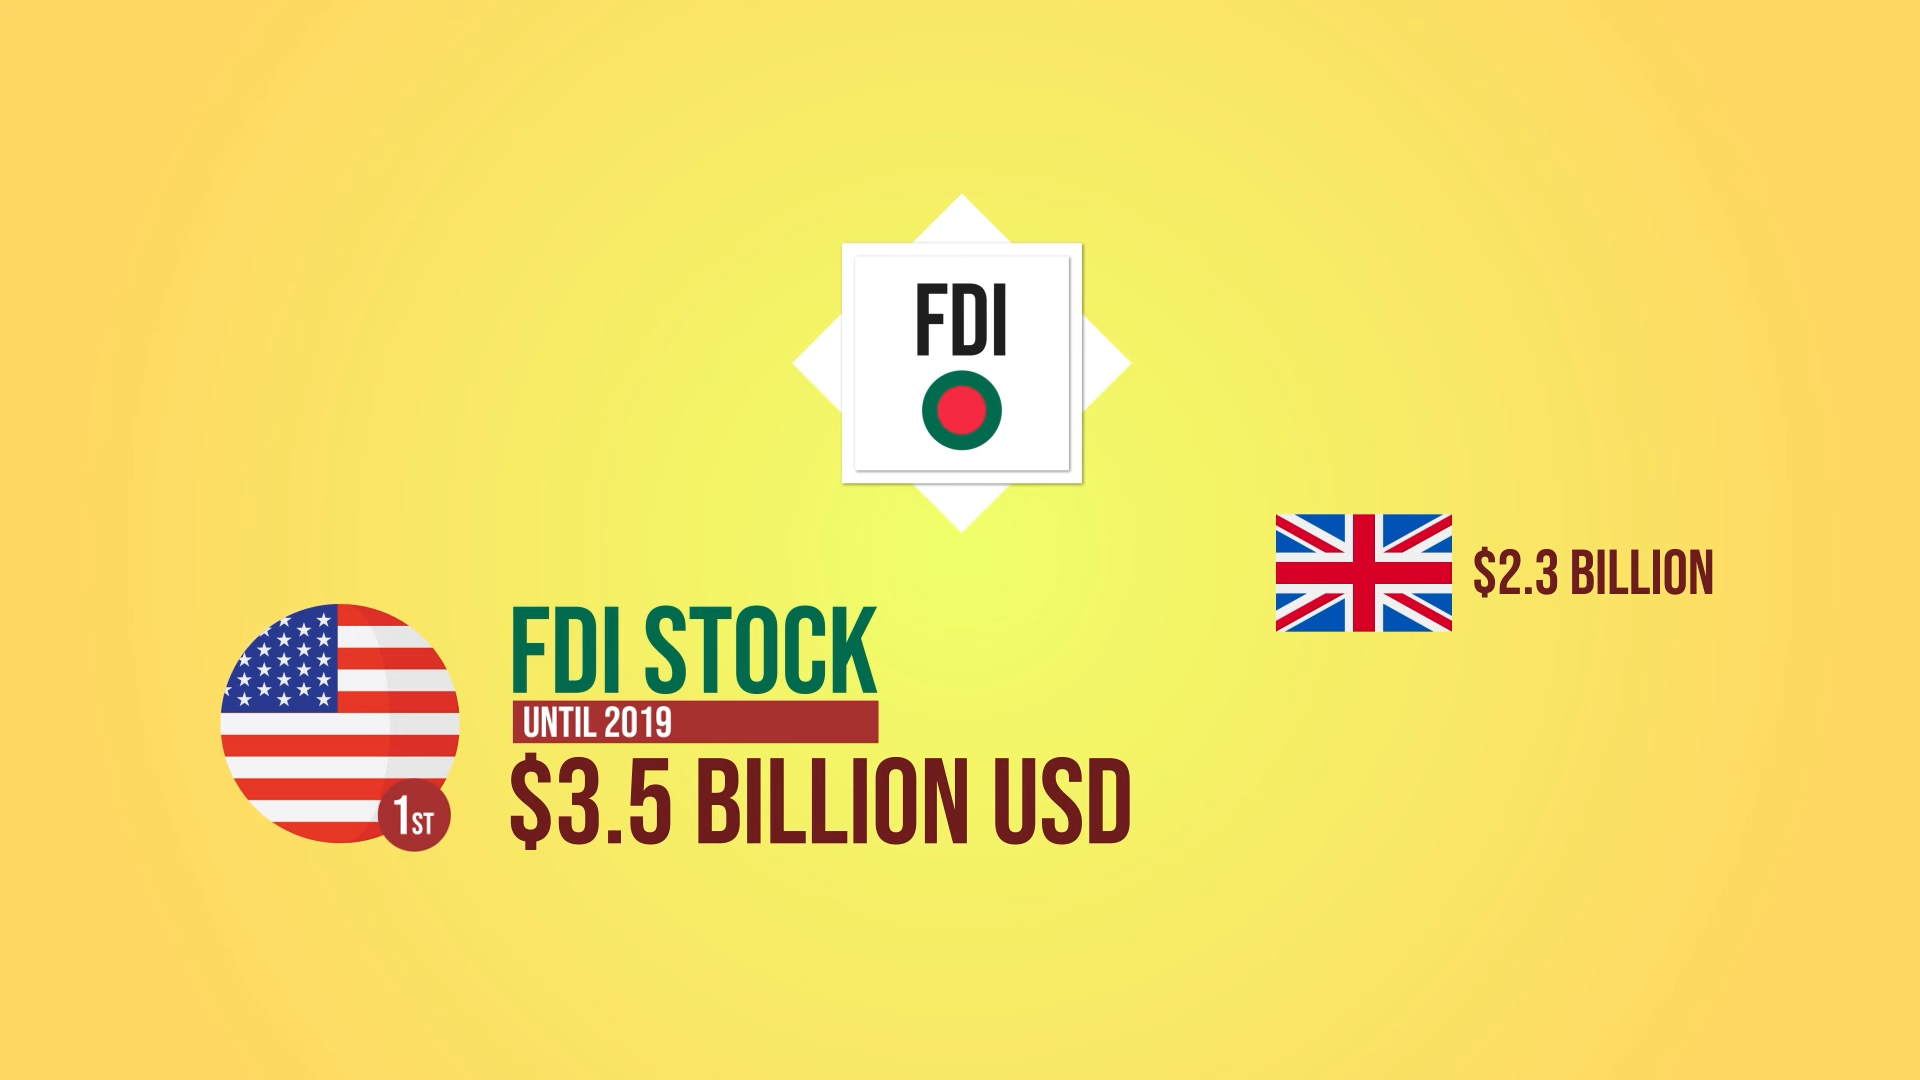 FDI
FDI STOCK
UNTIL 2019
$3.5 BILLION USD
1ST
$2.3 BILLION